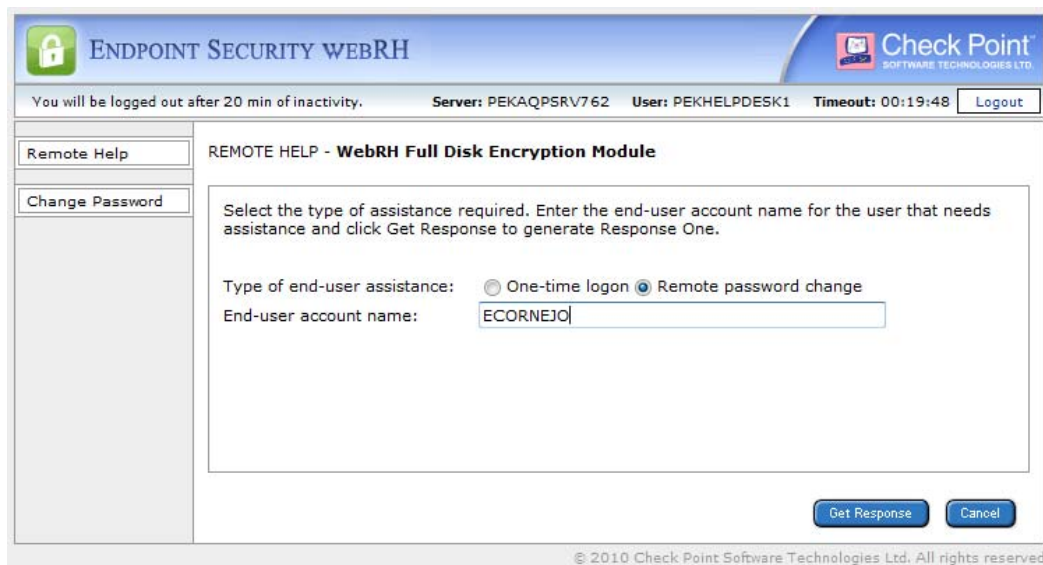 ENDPOINT SECURITY WEBRH
Check Point
SOFTWARE TECHNOLOGIES LTD.
You will be logged out after 20 min of inactivity. Server: PEKAQPSRV762 User: PEKHELPDESK1 Timeout: 00:19:48 Logout
Remote Help
Change Password
REMOTE HELP - WebRH Full Disk Encryption Module
Select the type of assistance required. Enter the end-user account name for the user that needs
assistance and click Get Response to generate Response One.
Type of end-user assistance: One-time logon Remote password change
End-user account name: ECORNEJO
Get Response Cancel
© 2010 Check Point Software Technologies Ltd. All rights reserved